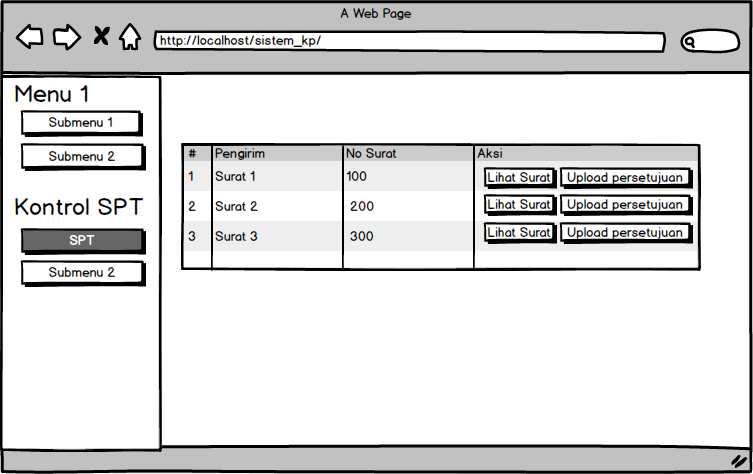 A Web Page
http://localhost/sistem_kp/
Menu 1
Submenu 1
Submenu 2
Kontrol SPT
SPT
Submenu 2
# Pengirim No Surat Aksi
1 Surat 1 100 Lihat Surat Upload persetujuan
2 Surat 2 200 Lihat Surat Upload persetujuan
3 Surat 3 300 Lihat Surat Upload persetujuan